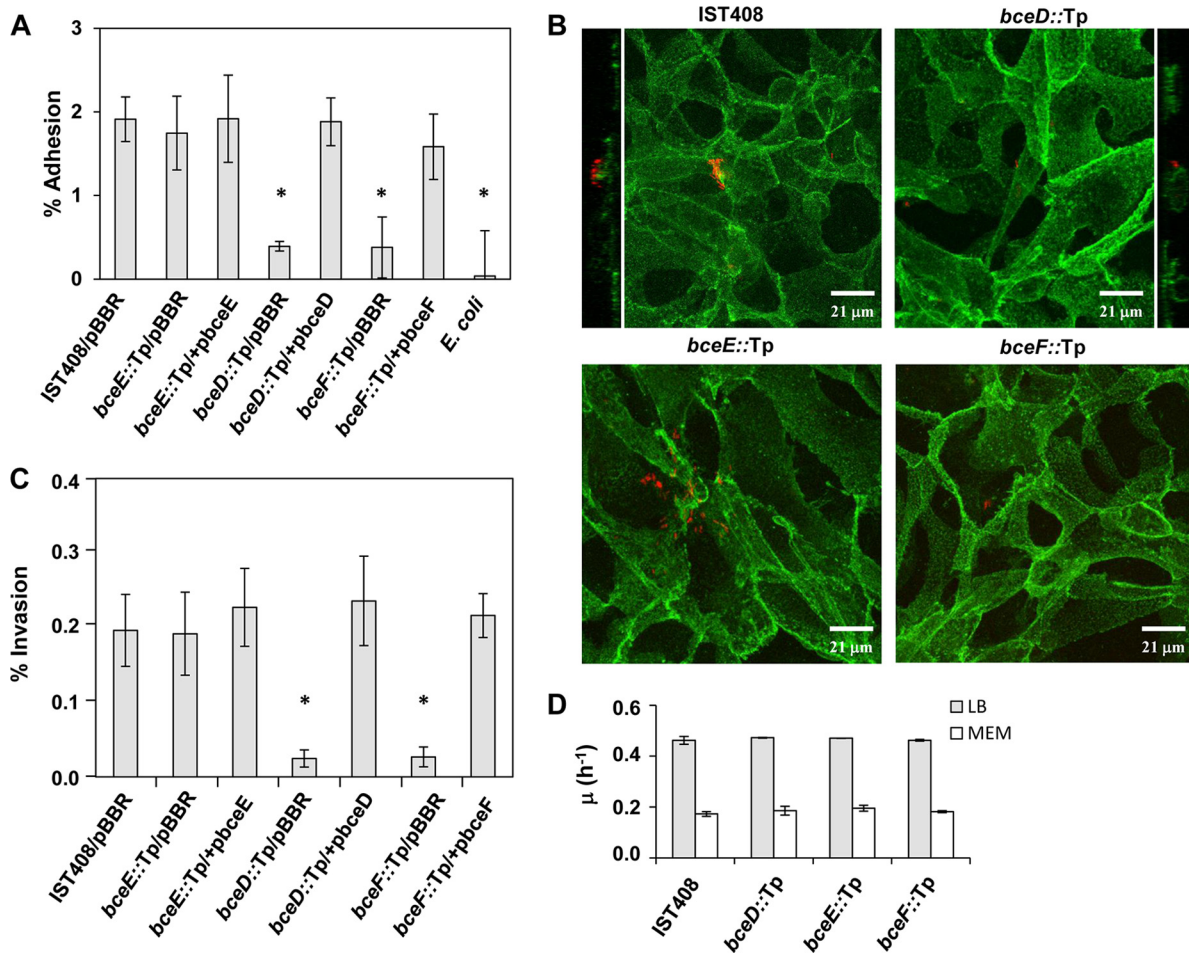 A
% Adhesion
3
2
1
0
* * *
IST408/pBBR
bceE::Tp/pBBR
bceE::Tp/+pbceE
bceD::Tp/pBBR
bceD::Tp/+pbceD
bceF::Tp/pBBR
bceF::Tp/+pbceF
E. coli
B
IST408
bceD::Tp
21 µm
21 µm
bceE::Tp
bceF::Tp
21 µm
21 µm
C
% Invasion
0.4
0.3
0.2
0.1
0.0
* *
IST408/pBBR
bceE::Tp/pBBR
bceE::Tp/+pbceE
bceD::Tp/pBBR
bceD::Tp/+pbceD
bceF::Tp/pBBR
bceF::Tp/+pbceF
D
µ (h-1)
0.6
0.4
0.2
0.0
LB
MEM
IST408
bceD::Tp
bceE::Tp
bceF::Tp